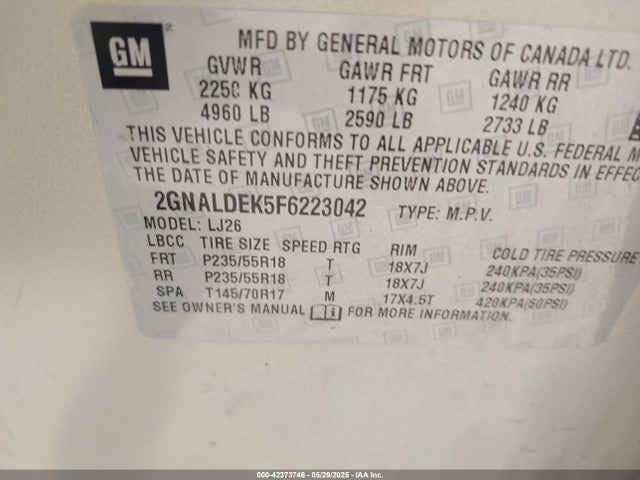 GM
MFD BY GENERAL MOTORS OF CANADA LTD.
GVWR GAWR FRT GAWR RR
2250 KG 1175 KG 1240 KG
4960 LB 2590 LB 2733 LB
THIS VEHICLE CONFORMS TO ALL APPLICABLE U.S. FEDERAL M
VEHICLE SAFETY AND THEFT PREVENTION STANDARDS IN EFFEC
THE DATE OF MANUFACTURE SHOWN ABOVE.
2GNALDEK5F6223042 TYPE: M.P.V.
MODEL: LJ26
LBCC TIRE SIZE SPEED RTG RIM COLD TIRE PRESSURE
FRT P235/55R18 T 18X7J 240KPA(35PSI)
RR P235/55R18 T 18X7J 240KPA(35PSI)
SPA T145/70R17 M 17X4.5T 420KPA(60PSI)
SEE OWNER'S MANUAL FOR MORE INFORMATION.
000-42373746 - 05/29/2025 - IAA Inc.